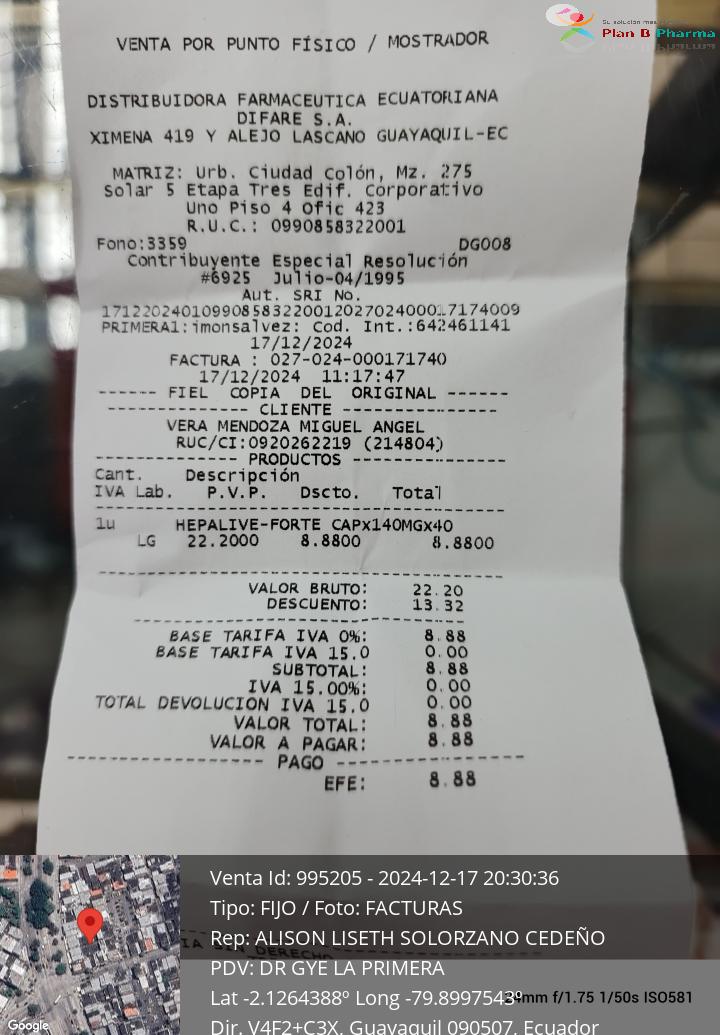 Plan B Pharma
VENTA POR PUNTO FÍSICO / MOSTRADOR
DISTRIBUIDORA FARMACEUTICA ECUATORIANA
DIFARE S.A.
XIMENA 419 Y ALEJO LASCANO GUAYAQUIL-EC
MATRIZ: Urb. Ciudad Colón, Mz. 275
Solar 5 Etapa Tres Edif. Corporativo
Uno Piso 4 Ofic 423
R.U.C.: 0990858322001
Fono:3359 DG008
Contribuyente Especial Resolución
#6925 Julio-04/1995
Aut. SRI No.
PRIMERA1:imonsalvez: Cod. Int.:642461141
17/12/2024
FACTURA : 027-024-000171740
17/12/2024 11:17:47
------ FIEL COPIA DEL ORIGINAL ------
-------------- CLIENTE --------------
VERA MENDOZA MIGUEL ANGEL
RUC/CI:0920262219 (214804)
-------------- PRODUCTOS --------------
Cant. Descripción
IVA Lab. P.V.P. Dscto. Total
1u HEPALIVE-FORTE CAPx140MGx40
LG 22.2000 8.8800 8.8800
VALOR BRUTO: 22.20
DESCUENTO: 13.32
BASE TARIFA IVA 0%: 8.88
BASE TARIFA IVA 15.0 0.00
SUBTOTAL: 8.88
IVA 15.00%: 0.00
TOTAL DEVOLUCION IVA 15.0 0.00
VALOR TOTAL: 8.88
VALOR A PAGAR: 8.88
------------------- PAGO -------------------
EFE: 8.88
Venta Id: 995205 - 2024-12-17 20:30:36
Tipo: FIJO / Foto: FACTURAS
Rep: ALISON LISETH SOLORZANO CEDEÑO
PDV: DR GYE LA PRIMERA
Lat -2.1264388º Long -79.8997543º
mm f/1.75 1/50s ISO581
Dir. V4F2+C3X, Guayaquil 090507, Ecuador
Google